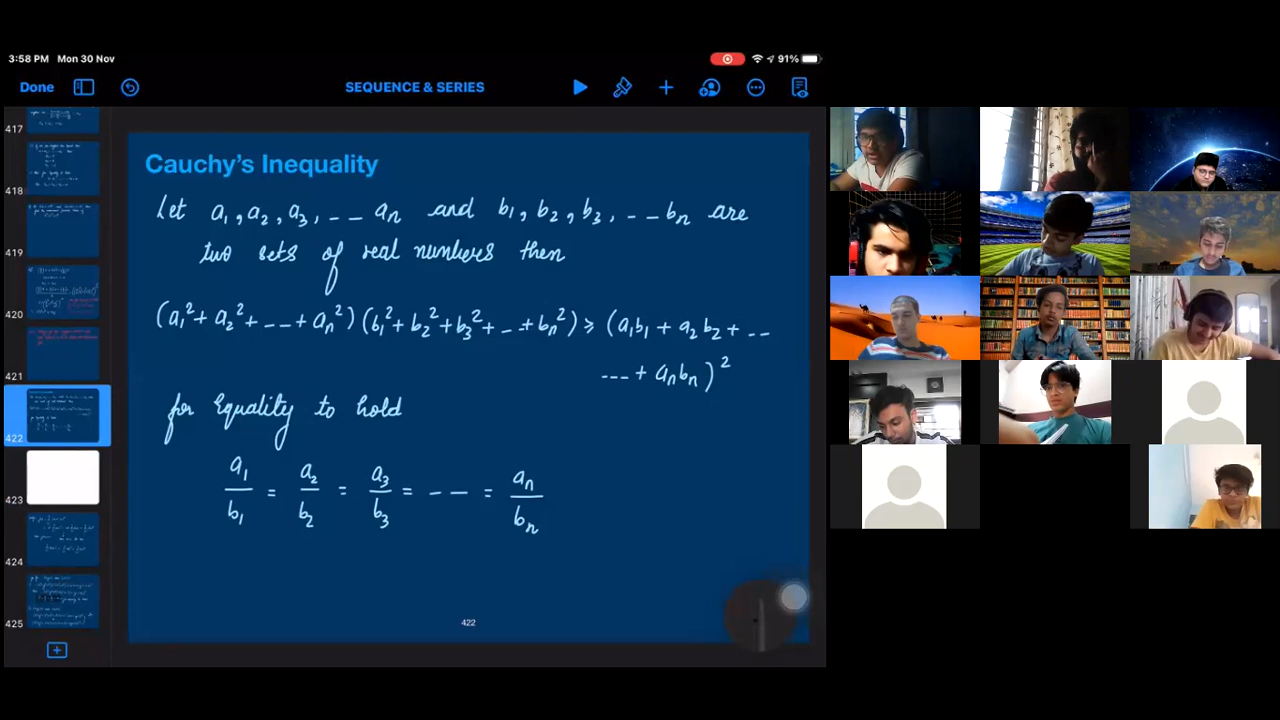 3:58 PM Mon 30 Nov
91%
Done
SEQUENCE & SERIES
417
418
419
420
421
422
423
424
425
Cauchy's Inequality
Let a₁, a₂, a₃, -- aₙ and b₁, b₂, b₃, -- bₙ are
two sets of real numbers then
(a₁² + a₂² + -- + aₙ²) (b₁² + b₂² + b₃² + -- + bₙ²) ≥ (a₁b₁ + a₂b₂ + --
--- + aₙbₙ)²
for Equality to hold
a₁/b₁ = a₂/b₂ = a₃/b₃ = -- = aₙ/bₙ
422